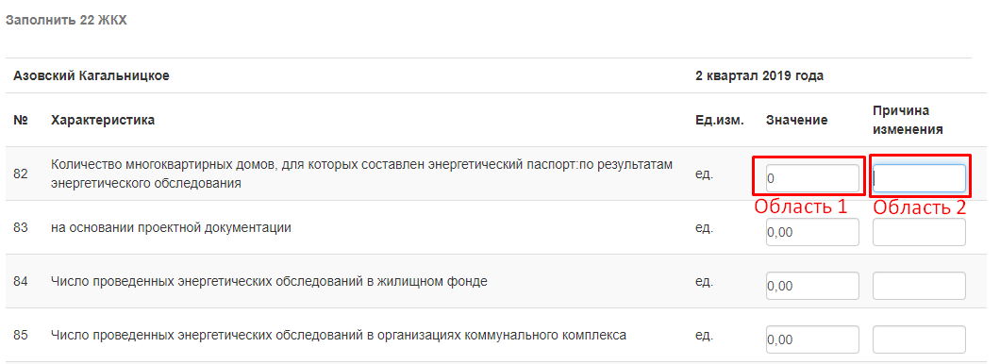 Заполнить 22 ЖКХ
Азовский Кагальницкое 2 квартал 2019 года
№ Характеристика Ед.изм. Значение Причина изменения
82 Количество многоквартирных домов, для которых составлен энергетический паспорт:по результатам
энергетического обследования ед. 0
Область 1 Область 2
83 на основании проектной документации ед. 0,00
84 Число проведенных энергетических обследований в жилищном фонде ед. 0,00
85 Число проведенных энергетических обследований в организациях коммунального комплекса ед. 0,00